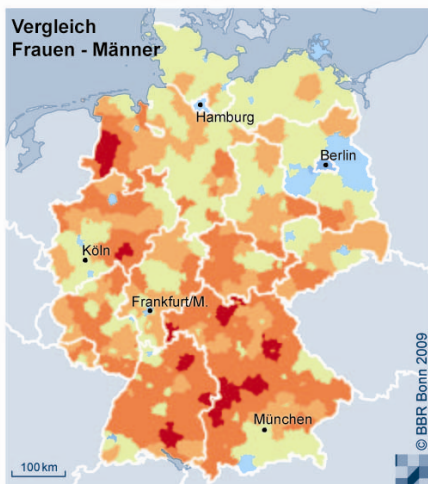 Vergleich
Frauen - Männer
Hamburg
Berlin
Köln
Frankfurt/M.
München
100 km
© BBR Bonn 2009